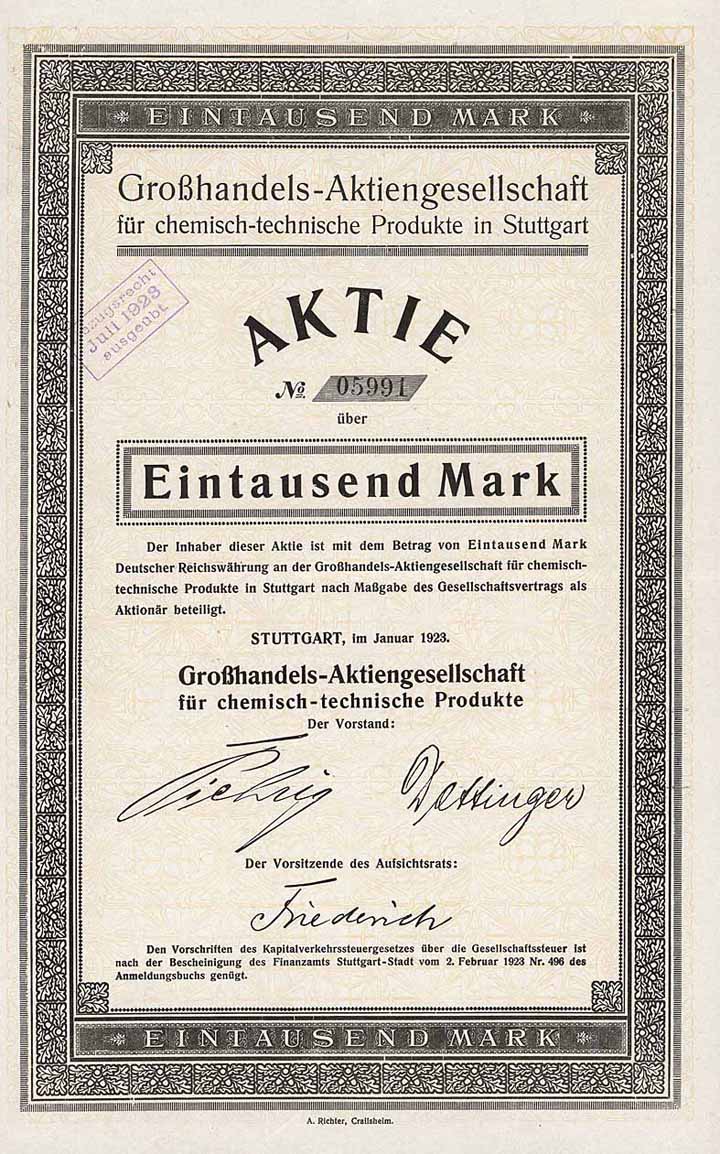 EINTAUSEND MARK
Großhandels-Aktiengesellschaft
für chemisch-technische Produkte in Stuttgart
Juli 1923
ausgeübt
AKTIE
No. 05991
über
Eintausend Mark
Der Inhaber dieser Aktie ist mit dem Betrag von Eintausend Mark
Deutscher Reichswährung an der Großhandels-Aktiengesellschaft für chemisch-
technische Produkte in Stuttgart nach Maßgabe des Gesellschaftsvertrags als
Aktionär beteiligt.
STUTTGART, im Januar 1923.
Großhandels-Aktiengesellschaft
für chemisch-technische Produkte
Der Vorstand:
Dettinger
Der Vorsitzende des Aufsichtsrats:
Friederich
Den Vorschriften des Kapitalverkehrssteuergesetzes über die Gesellschaftssteuer ist
nach der Bescheinigung des Finanzamts Stuttgart-Stadt vom 2. Februar 1923 Nr. 496 des
Anmeldungsbuchs genügt.
EINTAUSEND MARK
A. Richter, Crailsheim.